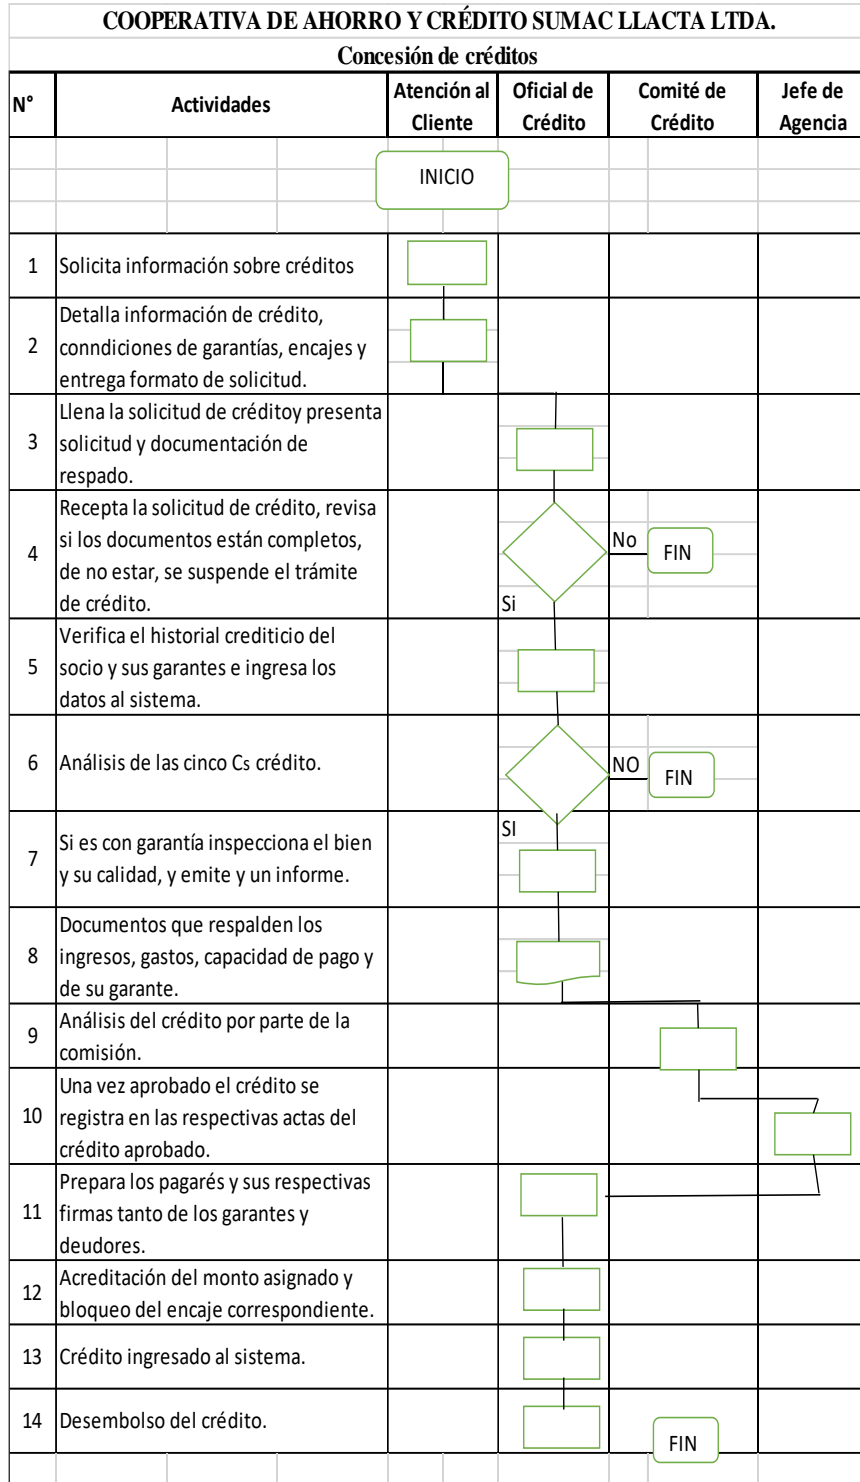 COOPERATIVA DE AHORRO Y CRÉDITO SUMAC LLACTA LTDA.
Concesión de créditos
N° Actividades Atención al Cliente Oficial de Crédito Comité de Crédito Jefe de Agencia
INICIO
1 Solicita información sobre créditos
2 Detalla información de crédito,
conndiciones de garantías, encajes y
entrega formato de solicitud.
3 Llena la solicitud de créditoy presenta
solicitud y documentación de
respado.
4 Recepta la solicitud de crédito, revisa
si los documentos están completos,
de no estar, se suspende el trámite
de crédito.
No FIN
Si
5 Verifica el historial crediticio del
socio y sus garantes e ingresa los
datos al sistema.
6 Análisis de las cinco Cs crédito.
NO FIN
SI
7 Si es con garantía inspecciona el bien
y su calidad, y emite y un informe.
8 Documentos que respalden los
ingresos, gastos, capacidad de pago y
de su garante.
9 Análisis del crédito por parte de la
comisión.
10 Una vez aprobado el crédito se
registra en las respectivas actas del
crédito aprobado.
11 Prepara los pagarés y sus respectivas
firmas tanto de los garantes y
deudores.
12 Acreditación del monto asignado y
bloqueo del encaje correspondiente.
13 Crédito ingresado al sistema.
14 Desembolso del crédito.
FIN